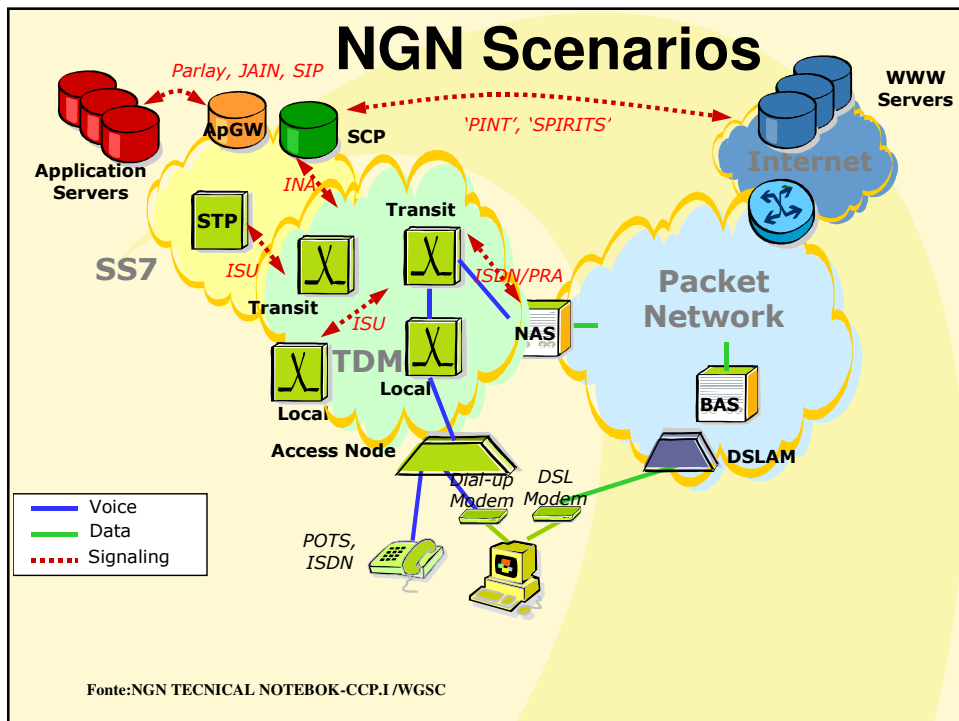 NGN Scenarios
Parlay, JAIN, SIP
WWW
Servers
ApGW
SCP
‘PINT’, ‘SPIRITS’
Internet
Application
Servers
INA
Transit
STP
SS7
ISU
ISDN/PRA
Packet
Network
Transit
ISU
NAS
TDM
Local
BAS
Local
Access Node
DSLAM
Dial-up
Modem
DSL
Modem
Voice
Data
Signaling
POTS,
ISDN
Fonte:NGN TECNICAL NOTEBOK-CCP.I /WGSC